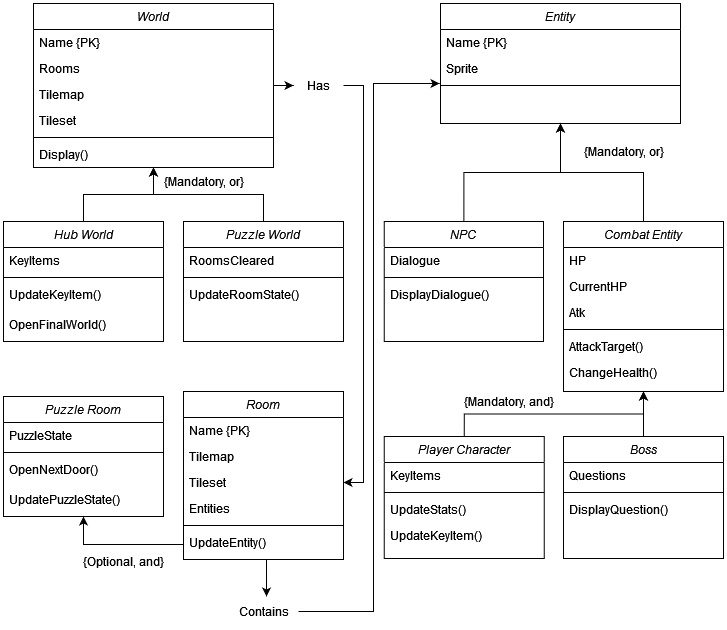 World
Name {PK}
Rooms
Tilemap
Tileset
Display()
Has
Entity
Name {PK}
Sprite
{Mandatory, or}
{Mandatory, or}
Hub World
KeyItems
UpdateKeyItem()
OpenFinalWorld()
Puzzle World
RoomsCleared
UpdateRoomState()
NPC
Dialogue
DisplayDialogue()
Combat Entity
HP
CurrentHP
Atk
AttackTarget()
ChangeHealth()
Puzzle Room
PuzzleState
OpenNextDoor()
UpdatePuzzleState()
{Optional, and}
Room
Name {PK}
Tilemap
Tileset
Entities
UpdateEntity()
Contains
{Mandatory, and}
Player Character
KeyItems
UpdateStats()
UpdateKeyItem()
Boss
Questions
DisplayQuestion()